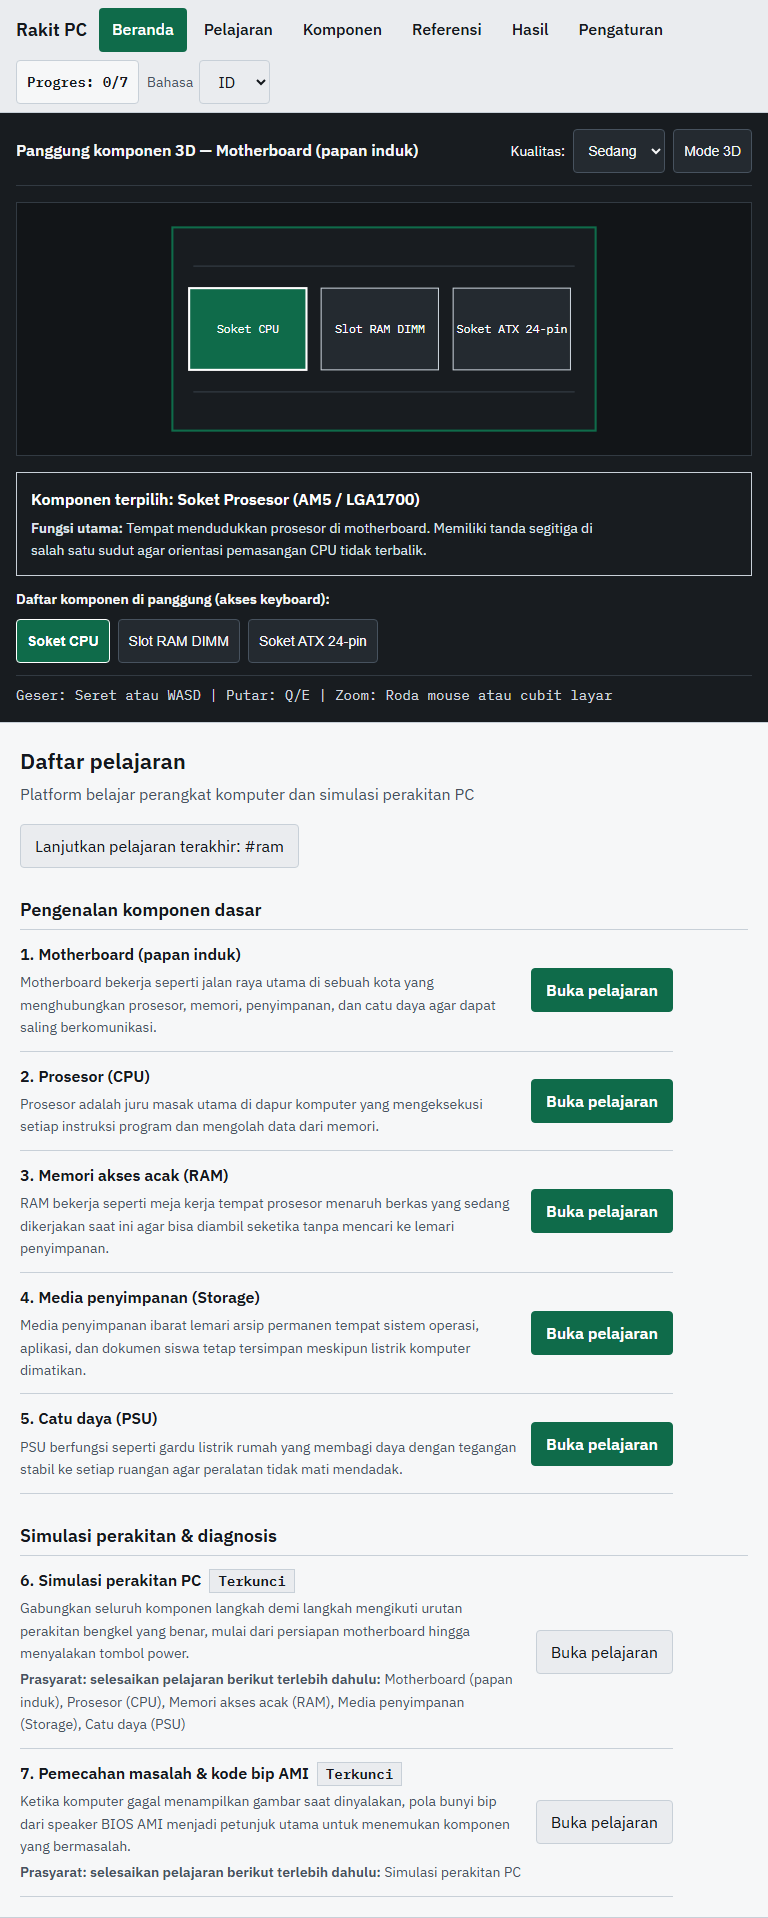 Rakit PC Beranda Pelajaran Komponen Referensi Hasil Pengaturan
Progres: 0/7 Bahasa ID
Panggung komponen 3D — Motherboard (papan induk) Kualitas: Sedang Mode 3D
Soket CPU Slot RAM DIMM Soket ATX 24-pin
Komponen terpilih: Soket Prosesor (AM5 / LGA1700)
Fungsi utama: Tempat mendudukkan prosesor di motherboard. Memiliki tanda segitiga di
salah satu sudut agar orientasi pemasangan CPU tidak terbalik.
Daftar komponen di panggung (akses keyboard):
Soket CPU Slot RAM DIMM Soket ATX 24-pin
Geser: Seret atau WASD | Putar: Q/E | Zoom: Roda mouse atau cubit layar
Daftar pelajaran
Platform belajar perangkat komputer dan simulasi perakitan PC
Lanjutkan pelajaran terakhir: #ram
Pengenalan komponen dasar
1. Motherboard (papan induk)
Motherboard bekerja seperti jalan raya utama di sebuah kota yang
menghubungkan prosesor, memori, penyimpanan, dan catu daya agar dapat
saling berkomunikasi.
Buka pelajaran
2. Prosesor (CPU)
Prosesor adalah juru masak utama di dapur komputer yang mengeksekusi
setiap instruksi program dan mengolah data dari memori.
Buka pelajaran
3. Memori akses acak (RAM)
RAM bekerja seperti meja kerja tempat prosesor menaruh berkas yang sedang
dikerjakan saat ini agar bisa diambil seketika tanpa mencari ke lemari
penyimpanan.
Buka pelajaran
4. Media penyimpanan (Storage)
Media penyimpanan ibarat lemari arsip permanen tempat sistem operasi,
aplikasi, dan dokumen siswa tetap tersimpan meskipun listrik komputer
dimatikan.
Buka pelajaran
5. Catu daya (PSU)
PSU berfungsi seperti gardu listrik rumah yang membagi daya dengan tegangan
stabil ke setiap ruangan agar peralatan tidak mati mendadak.
Buka pelajaran
Simulasi perakitan & diagnosis
6. Simulasi perakitan PC Terkunci
Gabungkan seluruh komponen langkah demi langkah mengikuti urutan
perakitan bengkel yang benar, mulai dari persiapan motherboard hingga
menyalakan tombol power.
Prasyarat: selesaikan pelajaran berikut terlebih dahulu: Motherboard (papan
induk), Prosesor (CPU), Memori akses acak (RAM), Media penyimpanan
(Storage), Catu daya (PSU)
Buka pelajaran
7. Pemecahan masalah & kode bip AMI Terkunci
Ketika komputer gagal menampilkan gambar saat dinyalakan, pola bunyi bip
dari speaker BIOS AMI menjadi petunjuk utama untuk menemukan komponen
yang bermasalah.
Prasyarat: selesaikan pelajaran berikut terlebih dahulu: Simulasi perakitan PC
Buka pelajaran